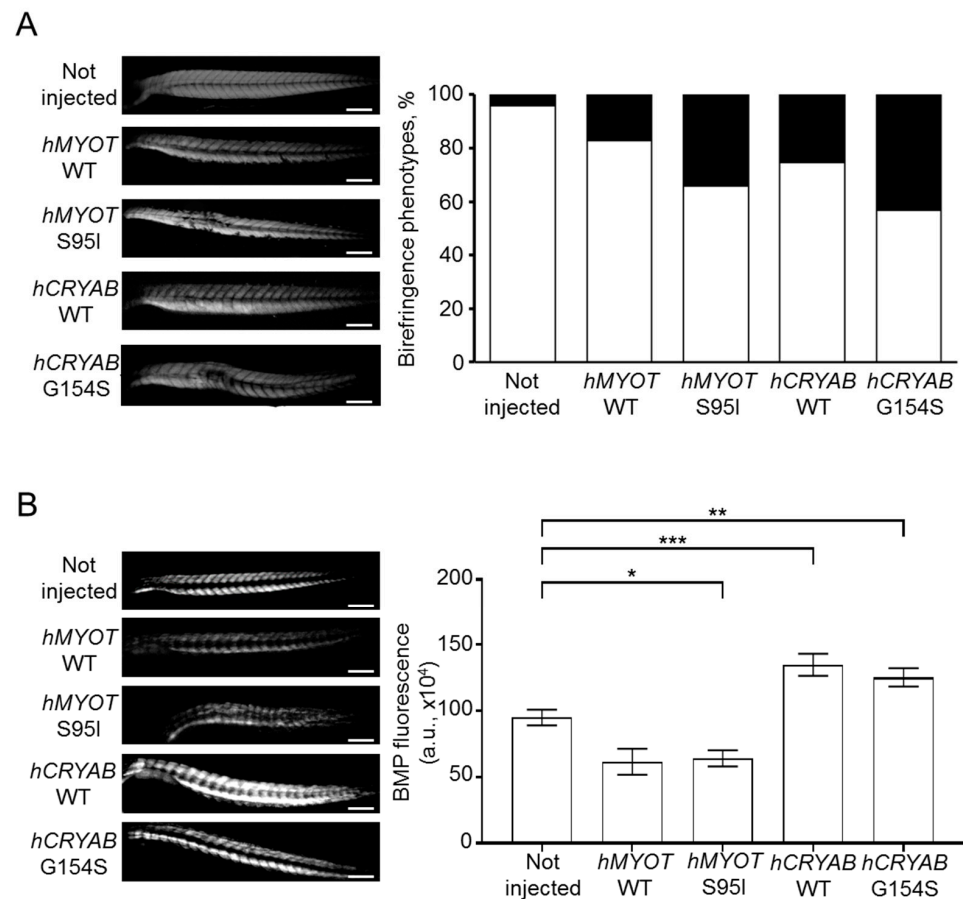 A
Not
injected
hMYOT
WT
hMYOT
S95I
hCRYAB
WT
hCRYAB
G154S
Birefringence phenotypes, %
100
80
60
40
20
0
Not
injected
hMYOT
WT
hMYOT
S95I
hCRYAB
WT
hCRYAB
G154S
B
Not
injected
hMYOT
WT
hMYOT
S95I
hCRYAB
WT
hCRYAB
G154S
BMP fluorescence
(a.u., x10⁴)
200
150
100
50
0
**
***
*
Not
injected
hMYOT
WT
hMYOT
S95I
hCRYAB
WT
hCRYAB
G154S